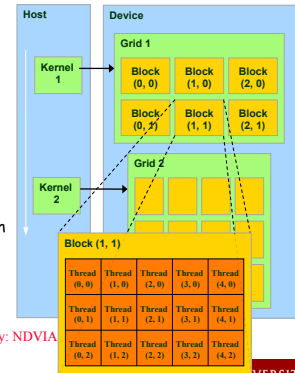 Host
Device
Grid 1
Kernel
1
Block
(0, 0)
Block
(1, 0)
Block
(2, 0)
Block
(0, 1)
Block
(1, 1)
Block
(2, 1)
Grid 2
Kernel
2
Block (1, 1)
Thread
(0, 0)
Thread
(1, 0)
Thread
(2, 0)
Thread
(3, 0)
Thread
(4, 0)
Thread
(0, 1)
Thread
(1, 1)
Thread
(2, 1)
Thread
(3, 1)
Thread
(4, 1)
Thread
(0, 2)
Thread
(1, 2)
Thread
(2, 2)
Thread
(3, 2)
Thread
(4, 2)
y: NDVIA